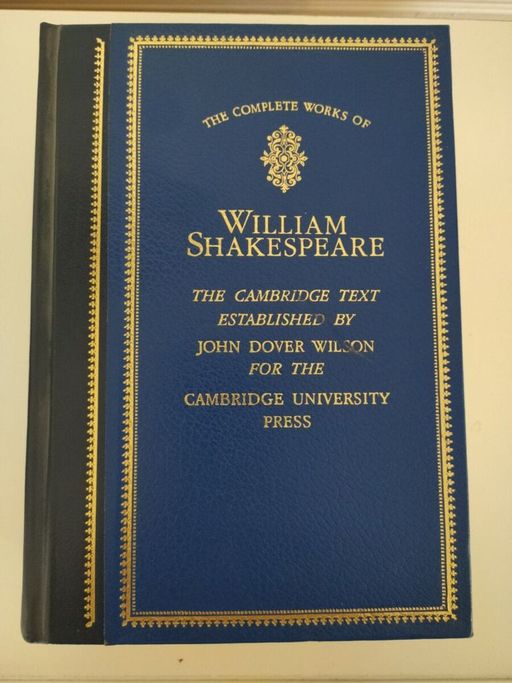 THE COMPLETE WORKS OF
WILLIAM
SHAKESPEARE
THE CAMBRIDGE TEXT
ESTABLISHED BY
JOHN DOVER WILSON
FOR THE
CAMBRIDGE UNIVERSITY
PRESS